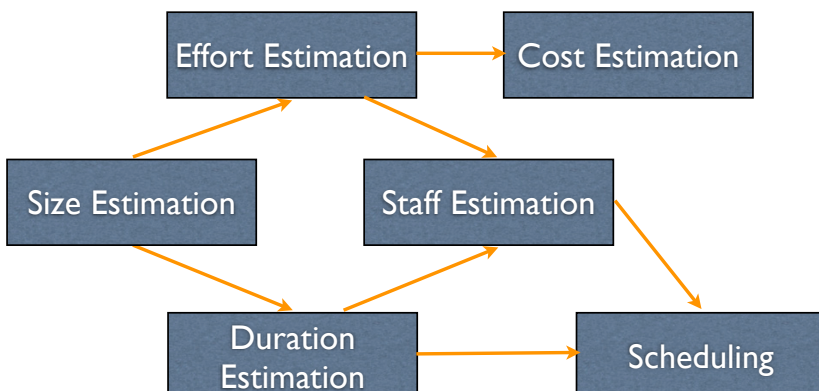 Effort Estimation
Cost Estimation
Size Estimation
Staff Estimation
Duration
Estimation
Scheduling